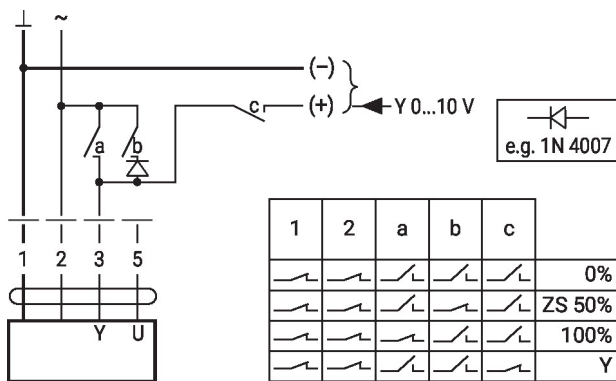 ⊥ ~
(–)
c (+) Y 0...10 V
a b
e.g. 1N 4007
1 2 3 5
Y U
1 2 a b c
0%
ZS 50%
100%
Y